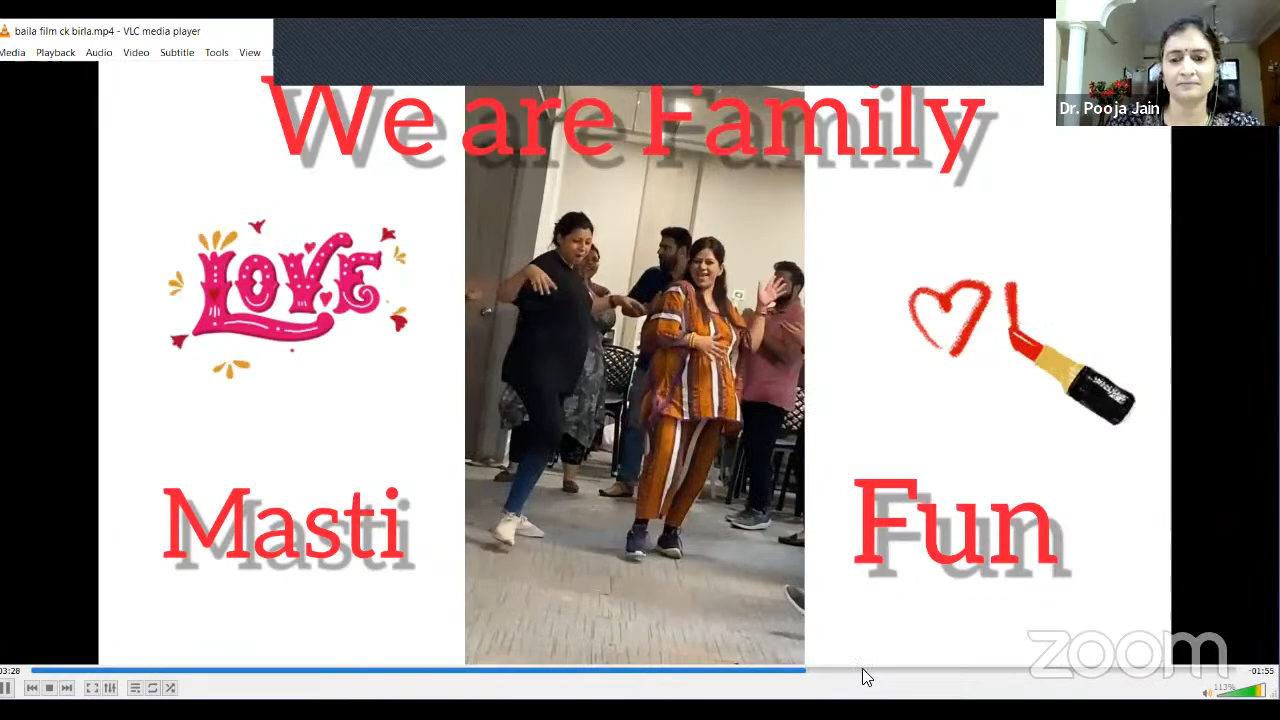 baila film ck birla.mp4 - VLC media player
Media Playback Audio Video Subtitle Tools View
Dr. Pooja Jain
We are Family
LOVE
Masti
Fun
zoom
03:28
-01:55
113%